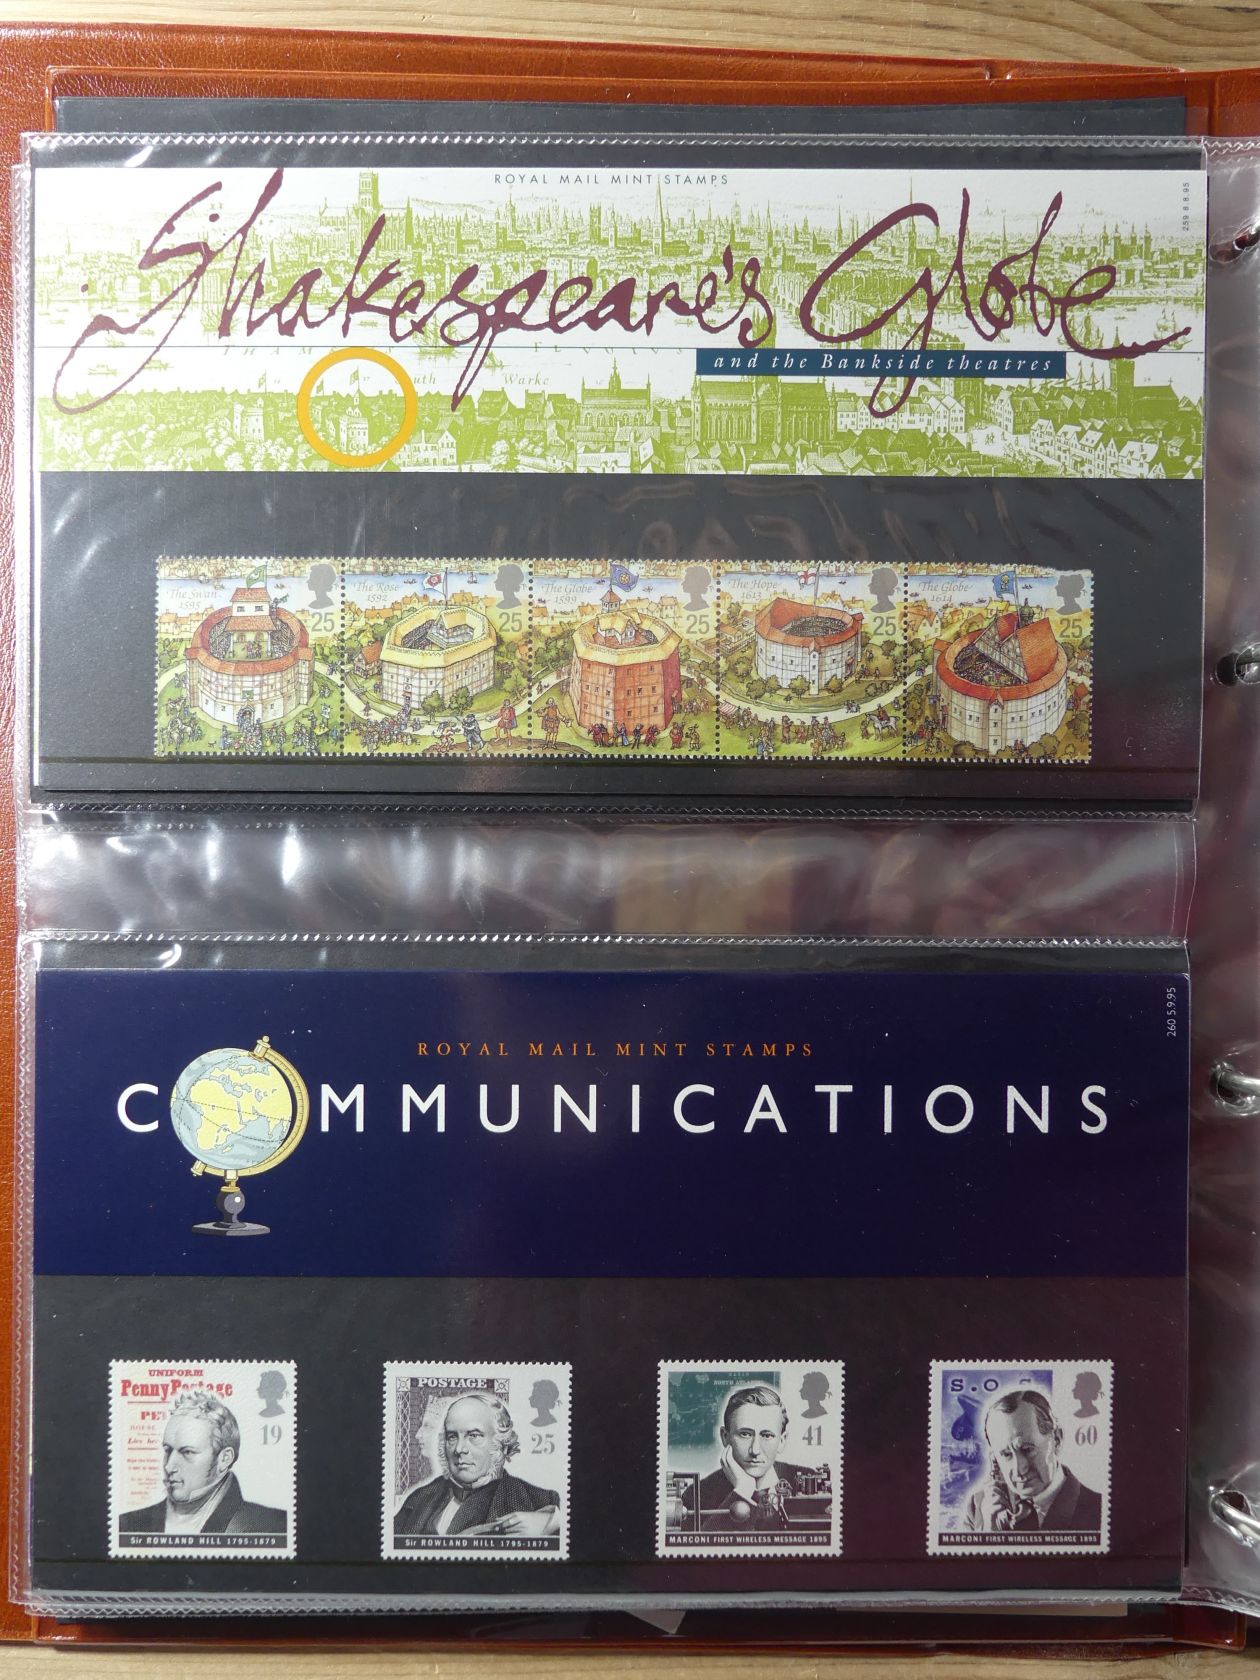 ROYAL MAIL MINT STAMPS
259 8.8.95
Shakespeare's Globe
and the Bankside theatres
Warke
The Swan
1595
25
The Rose
1592
25
The Globe
1599
25
The Hope
1613
25
The Globe
1614
25
260 5.9.95
ROYAL MAIL MINT STAMPS
COMMUNICATIONS
UNIFORM
Penny Postage
19
Sir ROWLAND HILL 1795-1879
POSTAGE
25
Sir ROWLAND HILL 1795-1879
NORTH
41
MARCONI FIRST WIRELESS MESSAGE 1895
S.O
60
MARCONI FIRST WIRELESS MESSAGE 1895